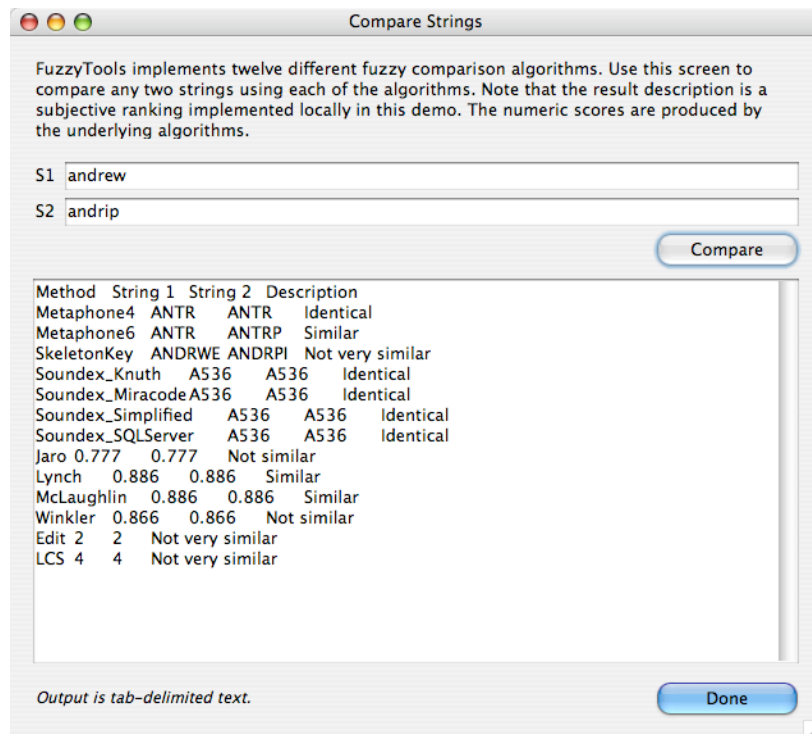 Compare Strings
FuzzyTools implements twelve different fuzzy comparison algorithms. Use this screen to
compare any two strings using each of the algorithms. Note that the result description is a
subjective ranking implemented locally in this demo. The numeric scores are produced by
the underlying algorithms.
S1 andrew
S2 andrip
Compare
Method String 1 String 2 Description
Metaphone4 ANTR ANTR Identical
Metaphone6 ANTR ANTRP Similar
SkeletonKey ANDRWE ANDRPI Not very similar
Soundex_Knuth A536 A536 Identical
Soundex_Miracode A536 A536 Identical
Soundex_Simplified A536 A536 Identical
Soundex_SQLServer A536 A536 Identical
Jaro 0.777 0.777 Not similar
Lynch 0.886 0.886 Similar
McLaughlin 0.886 0.886 Similar
Winkler 0.866 0.866 Not similar
Edit 2 2 Not very similar
LCS 4 4 Not very similar
Output is tab-delimited text.
Done